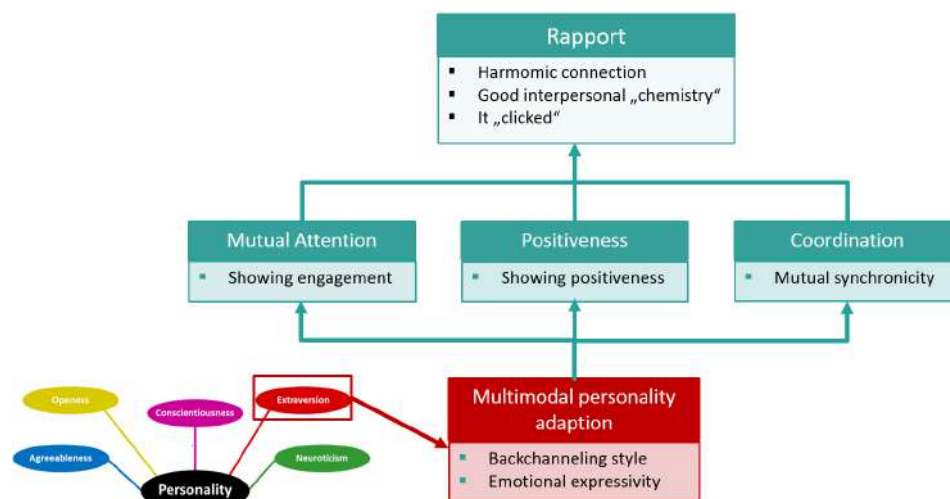 Rapport
▪ Harmomic connection
▪ Good interpersonal „chemistry“
▪ It „clicked“
Mutual Attention
▪ Showing engagement
Positiveness
▪ Showing positiveness
Coordination
▪ Mutual synchronicity
Multimodal personality
adaption
▪ Backchanneling style
▪ Emotional expressivity
Openess
Conscientiousness
Extraversion
Agreeableness
Neuroticism
Personality